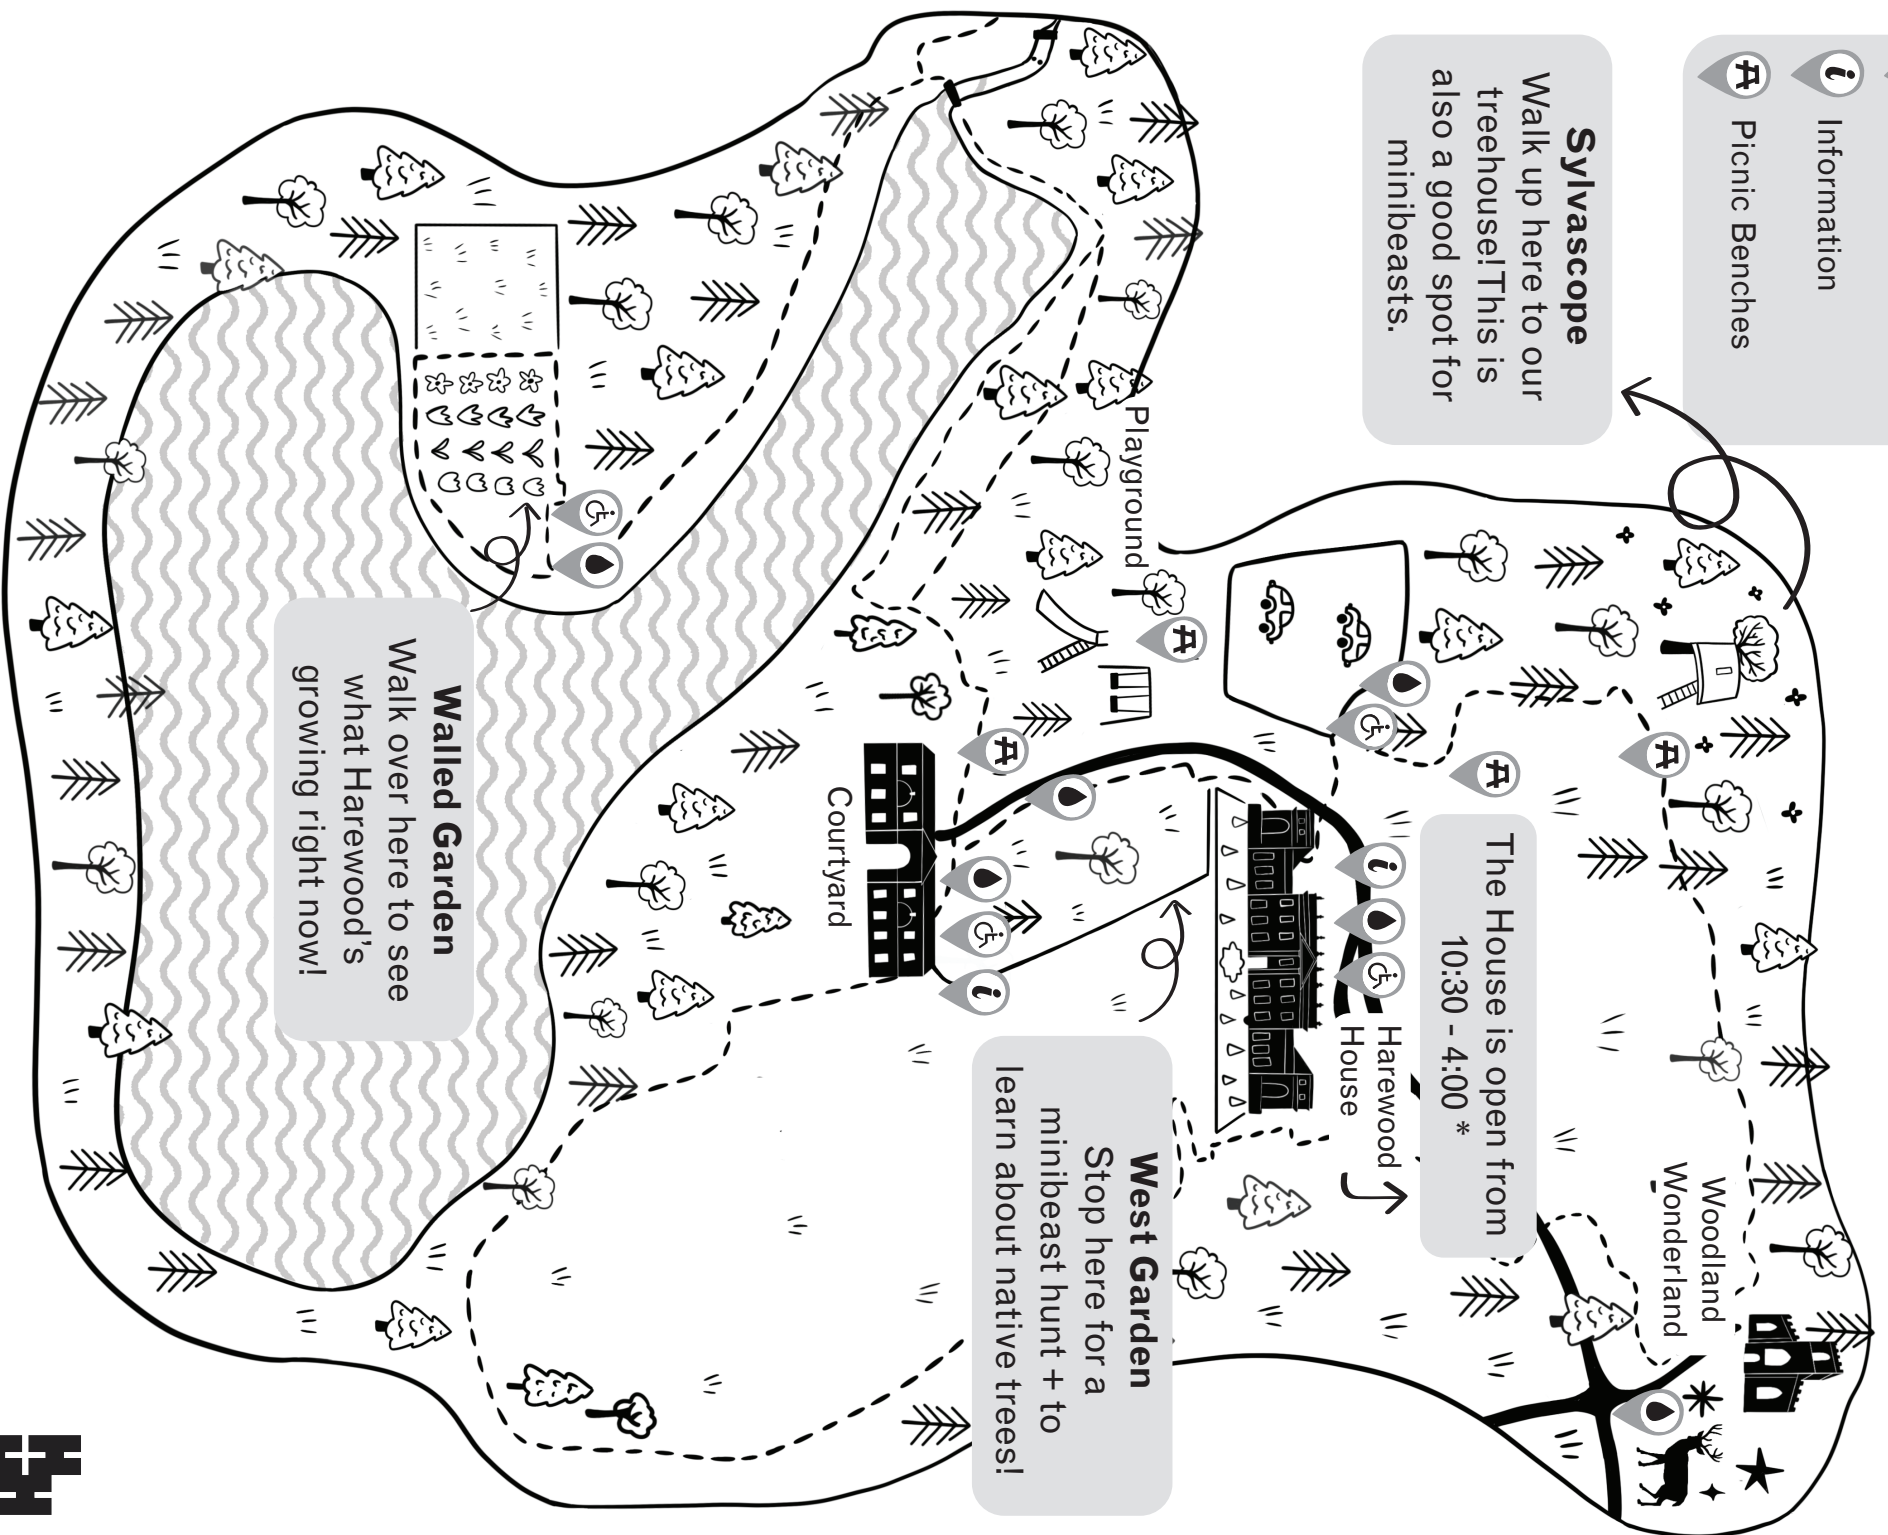 Information
Picnic Benches
Sylvascope
Walk up here to our
treehouse! This is
also a good spot for
minibeasts.
Playground
The House is open from
10:30 - 4:00 *
Harewood
House
Woodland
Wonderland
Courtyard
West Garden
Stop here for a
minibeast hunt + to
learn about native trees!
Walled Garden
Walk over here to see
what Harewood's
growing right now!